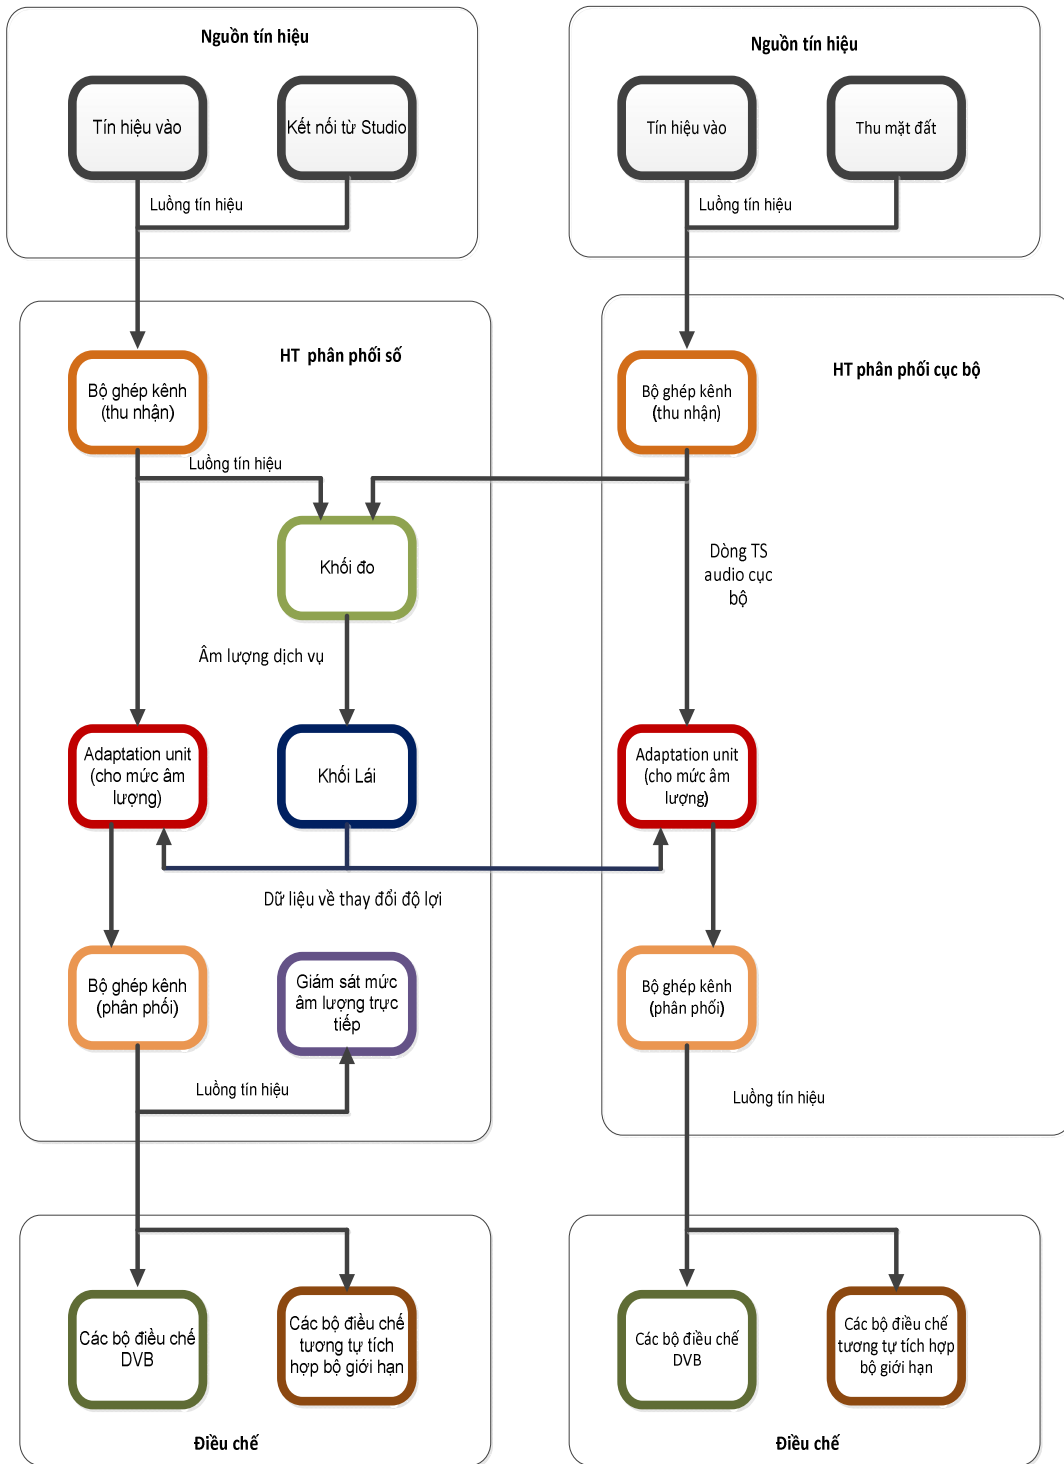 Nguồn tín hiệu
Tín hiệu vào
Kết nối từ Studio
Luồng tín hiệu
HT phân phối số
Bộ ghép kênh
(thu nhận)
Luồng tín hiệu
Khối đo
Âm lượng dịch vụ
Adaptation unit
(cho mức âm
lượng)
Khối Lái
Dữ liệu về thay đổi độ lợi
Bộ ghép kênh
(phân phối)
Giám sát mức
âm lượng trực
tiếp
Luồng tín hiệu
Các bộ điều chế
DVB
Các bộ điều chế
tương tự tích
hợp bộ giới hạn
Điều chế
Nguồn tín hiệu
Tín hiệu vào
Thu mặt đất
Luồng tín hiệu
HT phân phối cục bộ
Bộ ghép kênh
(thu nhận)
Dòng TS
audio cục
bộ
Adaptation unit
(cho mức âm
lượng)
Bộ ghép kênh
(phân phối)
Luồng tín hiệu
Các bộ điều chế
DVB
Các bộ điều chế
tương tự tích hợp
bộ giới hạn
Điều chế